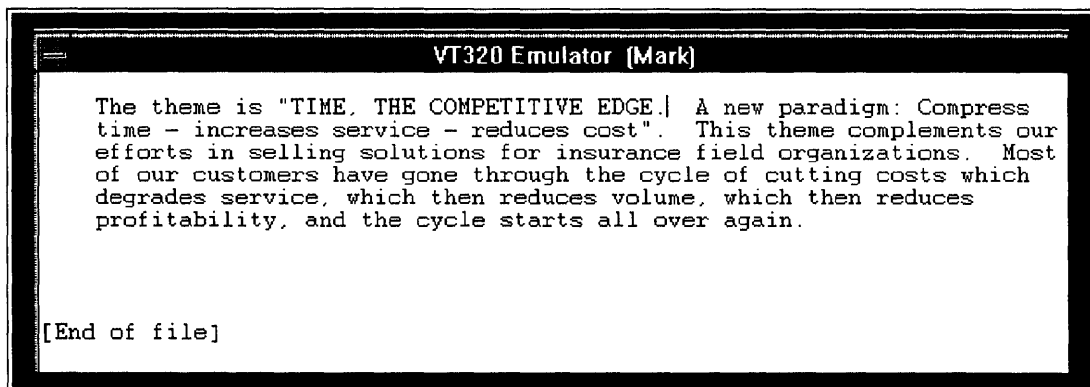 VT320 Emulator (Mark)
The theme is "TIME, THE COMPETITIVE EDGE. A new paradigm: Compress
time - increases service - reduces cost". This theme complements our
efforts in selling solutions for insurance field organizations. Most
of our customers have gone through the cycle of cutting costs which
degrades service, which then reduces volume, which then reduces
profitability, and the cycle starts all over again.
[End of file]